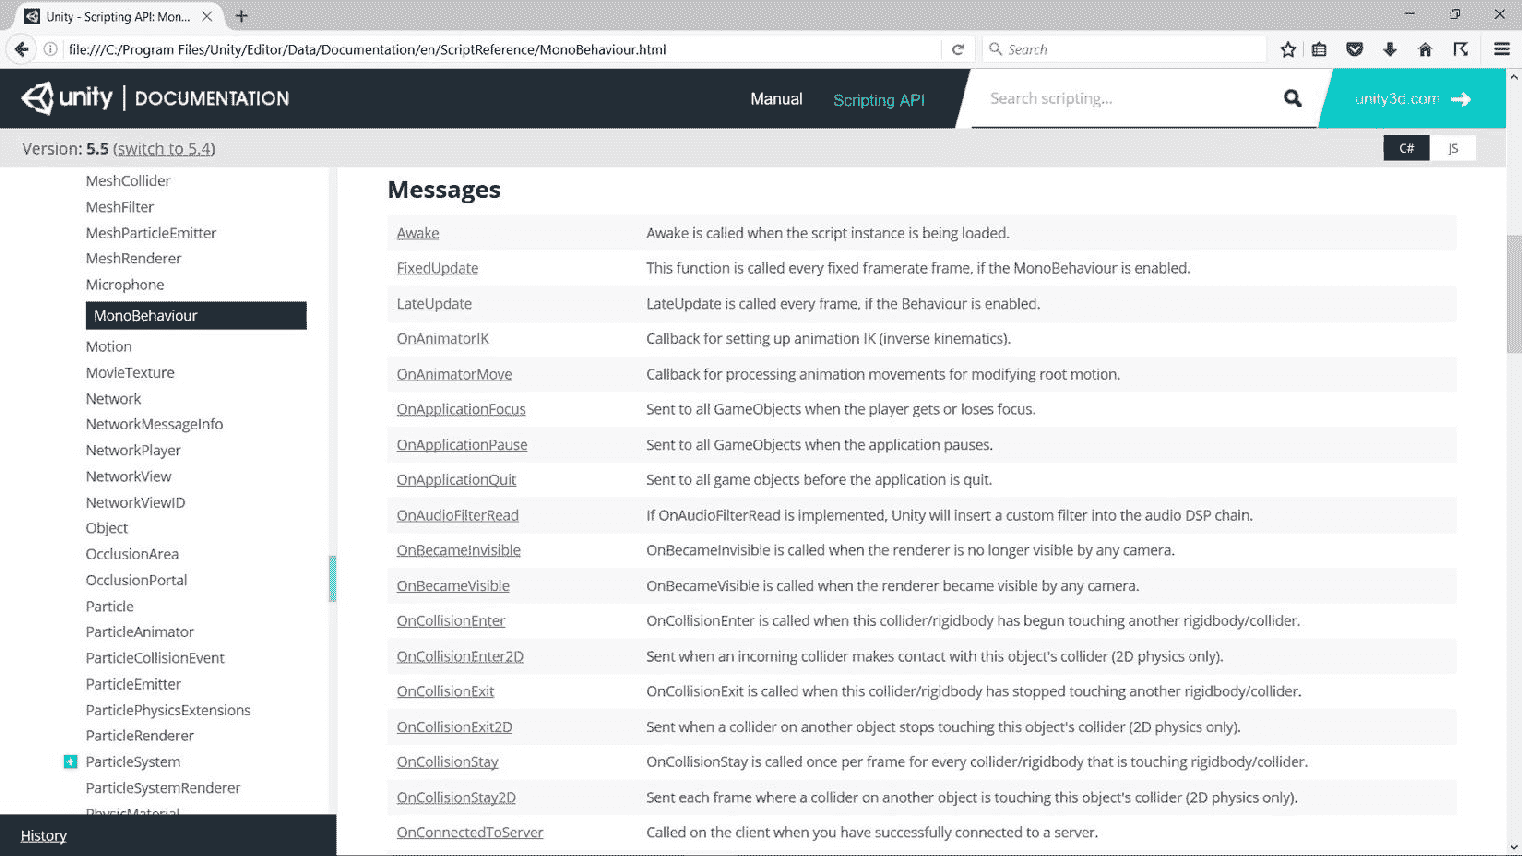 Unity - Scripting API: Mon...
file:///C:/Program Files/Unity/Editor/Data/Documentation/en/ScriptReference/MonoBehaviour.html
Search
unity | DOCUMENTATION
Manual
Scripting API
Search scripting...
unity3d.com
Version: 5.5 (switch to 5.4)
C#
JS
MeshCollider
MeshFilter
MeshParticleEmitter
MeshRenderer
Microphone
MonoBehaviour
Motion
MovieTexture
Network
NetworkMessageInfo
NetworkPlayer
NetworkView
NetworkViewID
Object
OcclusionArea
OcclusionPortal
Particle
ParticleAnimator
ParticleCollisionEvent
ParticleEmitter
ParticlePhysicsExtensions
ParticleRenderer
ParticleSystem
ParticleSystemRenderer
PhysicMaterial
History
Messages
Awake Awake is called when the script instance is being loaded.
FixedUpdate This function is called every fixed framerate frame, if the MonoBehaviour is enabled.
LateUpdate LateUpdate is called every frame, if the Behaviour is enabled.
OnAnimatorIK Callback for setting up animation IK (inverse kinematics).
OnAnimatorMove Callback for processing animation movements for modifying root motion.
OnApplicationFocus Sent to all GameObjects when the player gets or loses focus.
OnApplicationPause Sent to all GameObjects when the application pauses.
OnApplicationQuit Sent to all game objects before the application is quit.
OnAudioFilterRead If OnAudioFilterRead is implemented, Unity will insert a custom filter into the audio DSP chain.
OnBecameInvisible OnBecameInvisible is called when the renderer is no longer visible by any camera.
OnBecameVisible OnBecameVisible is called when the renderer became visible by any camera.
OnCollisionEnter OnCollisionEnter is called when this collider/rigidbody has begun touching another rigidbody/collider.
OnCollisionEnter2D Sent when an incoming collider makes contact with this object's collider (2D physics only).
OnCollisionExit OnCollisionExit is called when this collider/rigidbody has stopped touching another rigidbody/collider.
OnCollisionExit2D Sent when a collider on another object stops touching this object's collider (2D physics only).
OnCollisionStay OnCollisionStay is called once per frame for every collider/rigidbody that is touching rigidbody/collider.
OnCollisionStay2D Sent each frame where a collider on another object is touching this object's collider (2D physics only).
OnConnectedToServer Called on the client when you have successfully connected to a server.